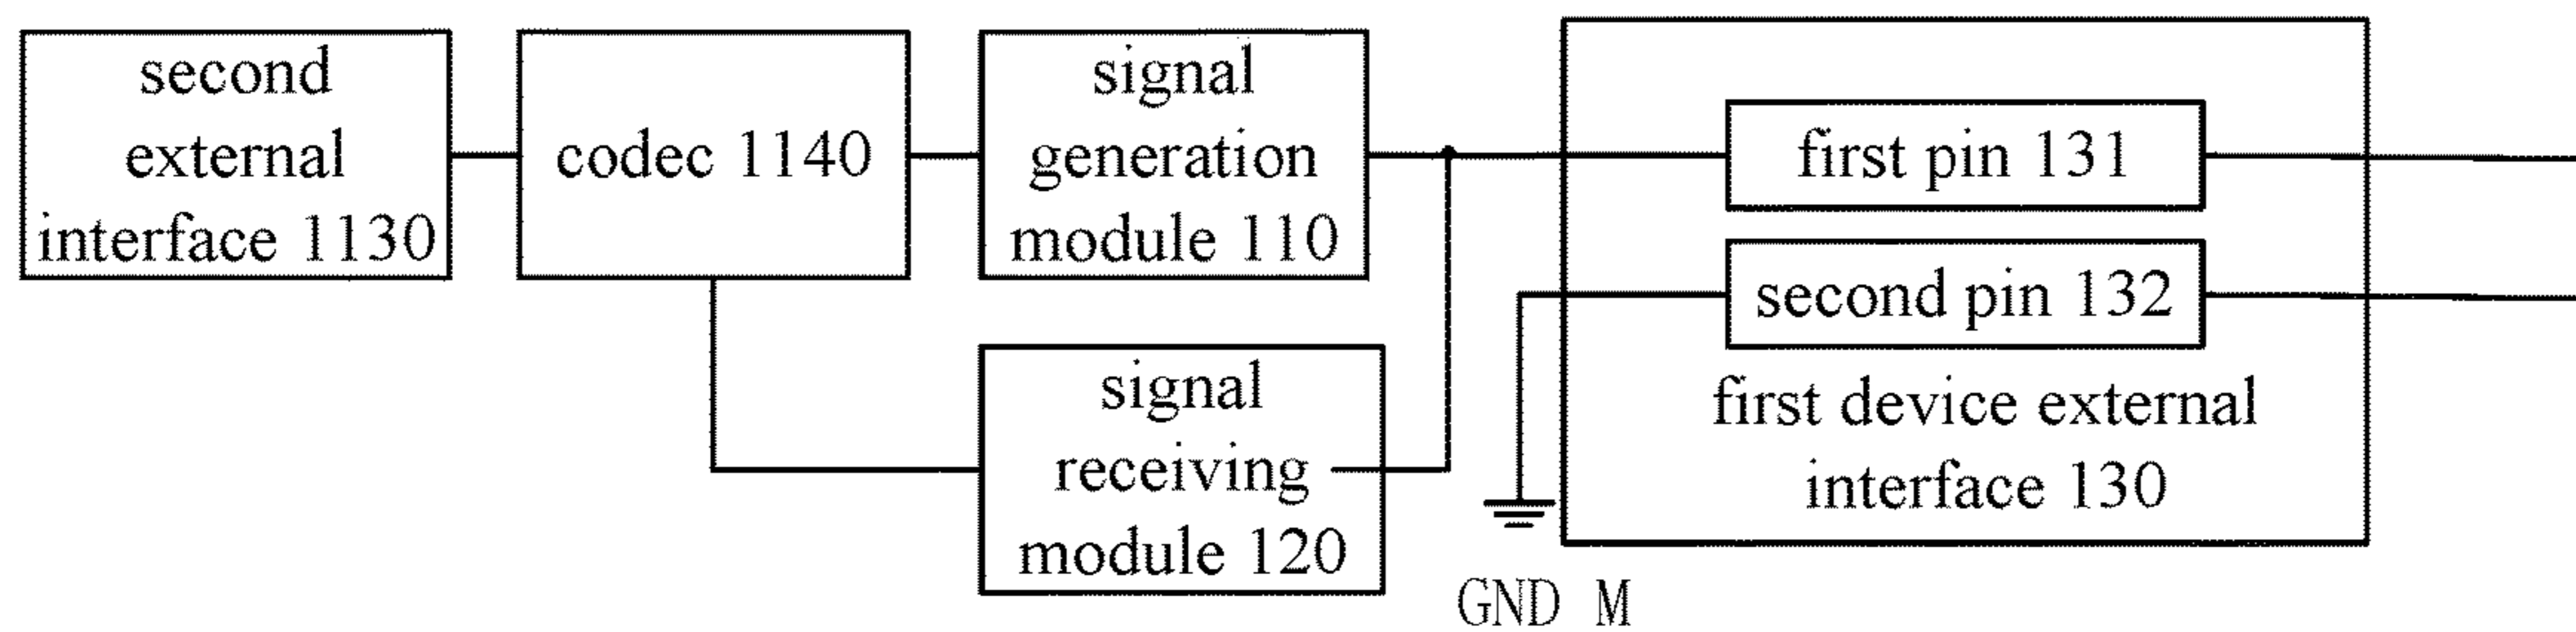 second
external
interface 1130
codec 1140
signal
generation
module 110
signal
receiving
module 120
first pin 131
second pin 132
first device external
interface 130
GND M